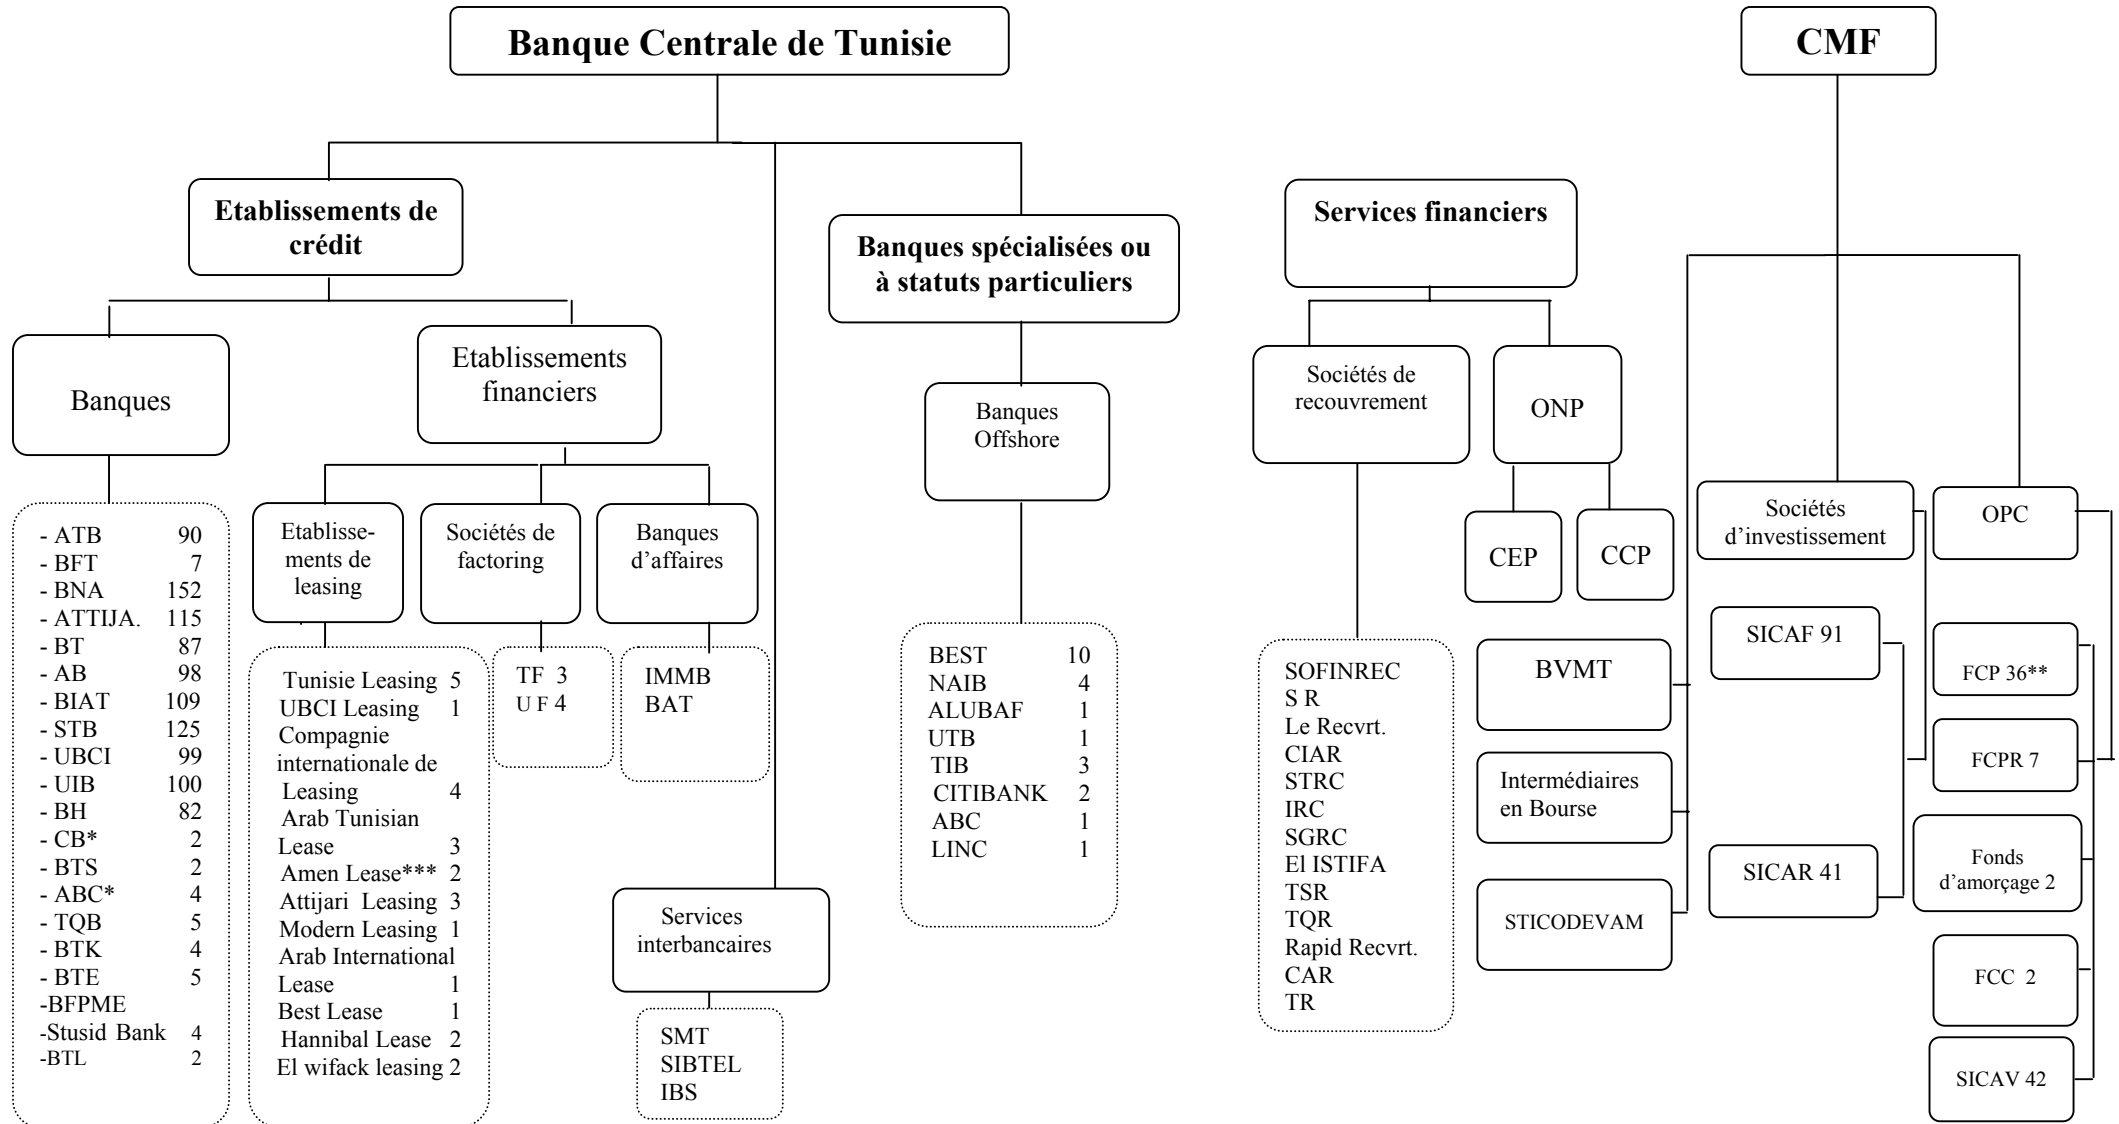 Banque Centrale de Tunisie
CMF
Etablissements de
crédit
Banques spécialisées ou
à statuts particuliers
Services financiers
Banques
Etablissements
financiers
Banques
Offshore
Sociétés de
recouvrement
ONP
CEP
CCP
Sociétés
d'investissement
OPC
- ATB 90
- BFT 7
- BNA 152
- ATTIJA. 115
- BT 87
- AB 98
- BIAT 109
- STB 125
- UBCI 99
- UIB 100
- BH 82
- CB* 2
- BTS 2
- ABC* 4
- TQB 5
- BTK 4
- BTE 5
-BFPME
-Stusid Bank 4
-BTL 2
Etablisse-
ments de
leasing
Tunisie Leasing 5
UBCI Leasing 1
Compagnie
internationale de
Leasing 4
Arab Tunisian
Lease 3
Amen Lease*** 2
Attijari Leasing 3
Modern Leasing 1
Arab International
Lease 1
Best Lease 1
Hannibal Lease 2
El wifack leasing 2
Sociétés de
factoring
TF 3
U F 4
Banques
d'affaires
IMMB
BAT
Services
interbancaires
SMT
SIBTEL
IBS
BEST 10
NAIB 4
ALUBAF 1
UTB 1
TIB 3
CITIBANK 2
ABC 1
LINC 1
SOFINREC
S R
Le Recvrt.
CIAR
STRC
IRC
SGRC
El ISTIFA
TSR
TQR
Rapid Recvrt.
CAR
TR
BVMT
Intermédiaires
en Bourse
STICODEVAM
SICAF 91
SICAR 41
FCP 36**
FCPR 7
Fonds
d'amorçage 2
FCC 2
SICAV 42